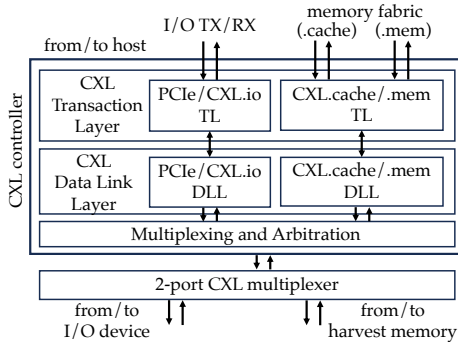 I/O TX/RX
memory fabric
(.cache) (.mem)
from/to host
CXL controller
CXL
Transaction
Layer
PCIe/CXL.io
TL
CXL.cache/.mem
TL
CXL
Data Link
Layer
PCIe/CXL.io
DLL
CXL.cache/.mem
DLL
Multiplexing and Arbitration
2-port CXL multiplexer
from/to
I/O device
from/to
harvest memory